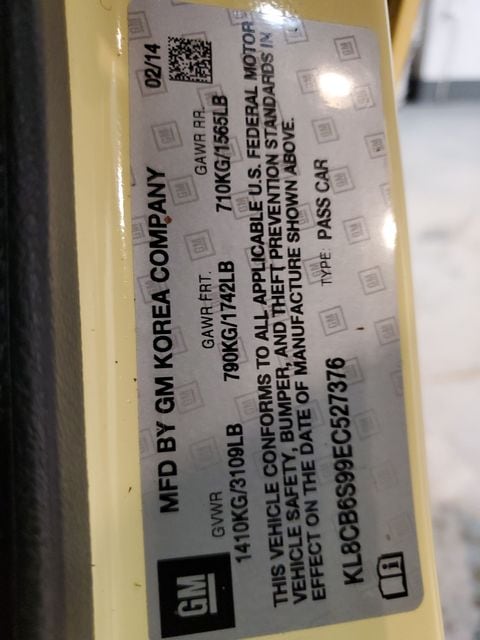 GM
MFD BY GM KOREA COMPANY 02/14
GVWR GAWR FRT. GAWR RR.
1410KG/3109LB 790KG/1742LB 710KG/1565LB
THIS VEHICLE CONFORMS TO ALL APPLICABLE U.S. FEDERAL MOTOR
VEHICLE SAFETY, BUMPER, AND THEFT PREVENTION STANDARDS IN
EFFECT ON THE DATE OF MANUFACTURE SHOWN ABOVE.
KL8CB6S99EC527376 TYPE: PASS CAR